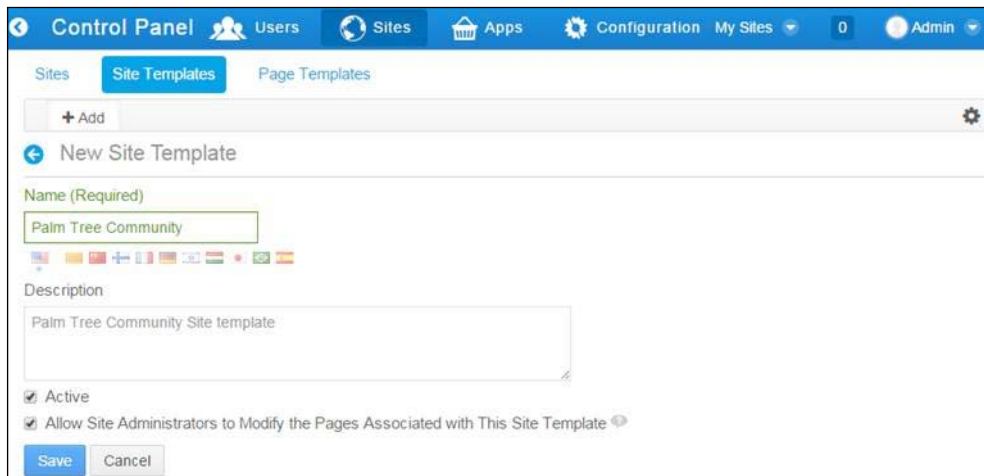 Control Panel Users Sites Apps Configuration My Sites 0 Admin
Sites Site Templates Page Templates
+ Add
New Site Template
Name (Required)
Palm Tree Community
Description
Palm Tree Community Site template
Active
Allow Site Administrators to Modify the Pages Associated with This Site Template
Save Cancel